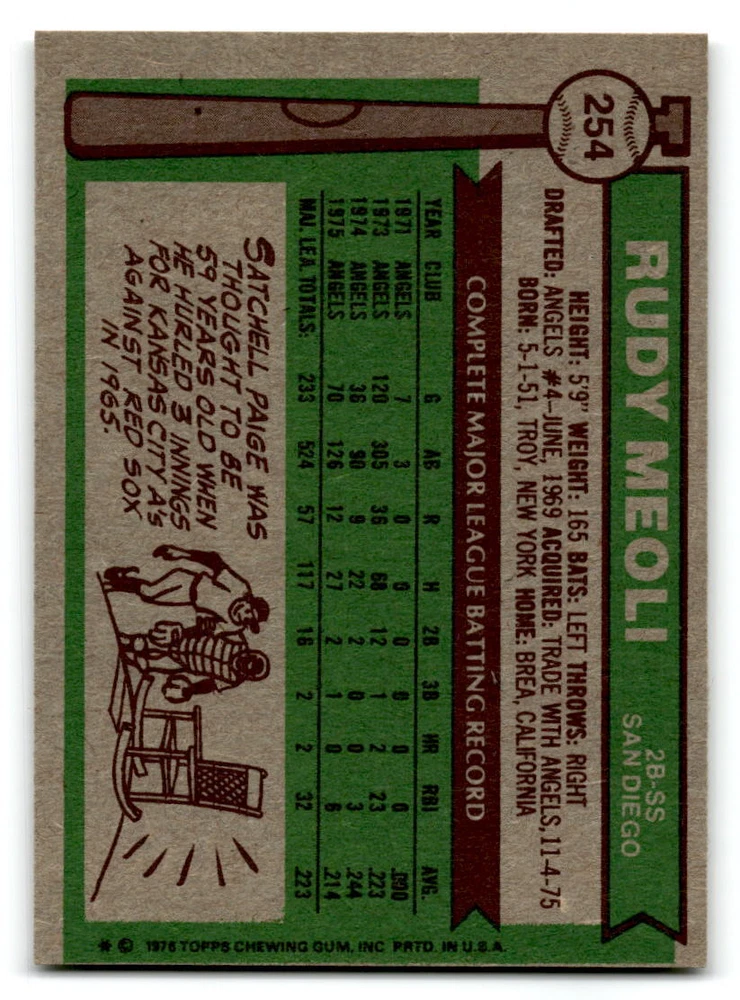 254
RUDY MEOLI
2B-SS
SAN DIEGO
HEIGHT: 5'9" WEIGHT: 165 BATS: LEFT THROWS: RIGHT
DRAFTED: ANGELS #4-JUNE, 1969 ACQUIRED: TRADE WITH ANGELS, 11-4-75
BORN: 5-1-51, TROY, NEW YORK HOME: BREA, CALIFORNIA
COMPLETE MAJOR LEAGUE BATTING RECORD
YEAR CLUB G AB R H 2B 3B HR RBI AVG.
1971 ANGELS 7 3 0 0 0 0 0 0 .000
1973 ANGELS 120 305 36 68 12 1 2 23 .223
1974 ANGELS 36 90 9 22 2 0 0 3 .244
1975 ANGELS 70 126 12 27 2 1 0 6 .214
MAJ. LEA. TOTALS: 233 524 57 117 16 2 2 32 .223
SATCHELL PAIGE WAS
THOUGHT TO BE
59 YEARS OLD WHEN
HE HURLED 3 INNINGS
FOR KANSAS CITY A'S
AGAINST RED SOX
IN 1965.
* © 1976 TOPPS CHEWING GUM, INC PRTD. IN U.S.A.